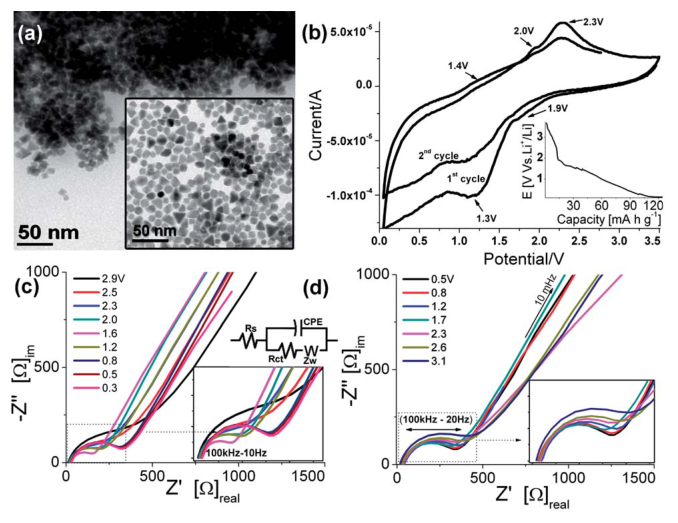 (a)
50 nm
50 nm
(b)
Current/A
5.0x10⁻⁵
0.0
-5.0x10⁻⁵
-1.0x10⁻⁴
1.4V
2.0V
2.3V
1.9V
2nd cycle
1st cycle
1.3V
E [V Vs.Li⁺/Li]
3
2
1
0
0 30 60 90 120
Capacity [mA h g⁻¹]
0.0 0.5 1.0 1.5 2.0 2.5 3.0 3.5
Potential/V
(c)
-Z" [Ω]im
1000
500
0
2.9V
2.5
2.3
2.0
1.6
1.2
0.8
0.5
0.3
Rs
CPE
Rct
Zw
100kHz-10Hz
0 500 1000 1500
Z' [Ω]real
(d)
1000
500
0
0.5V
0.8
1.2
1.7
2.3
2.6
3.1
10 mHz
(100kHz - 20Hz)
0 500 1000 1500
Z' [Ω]real